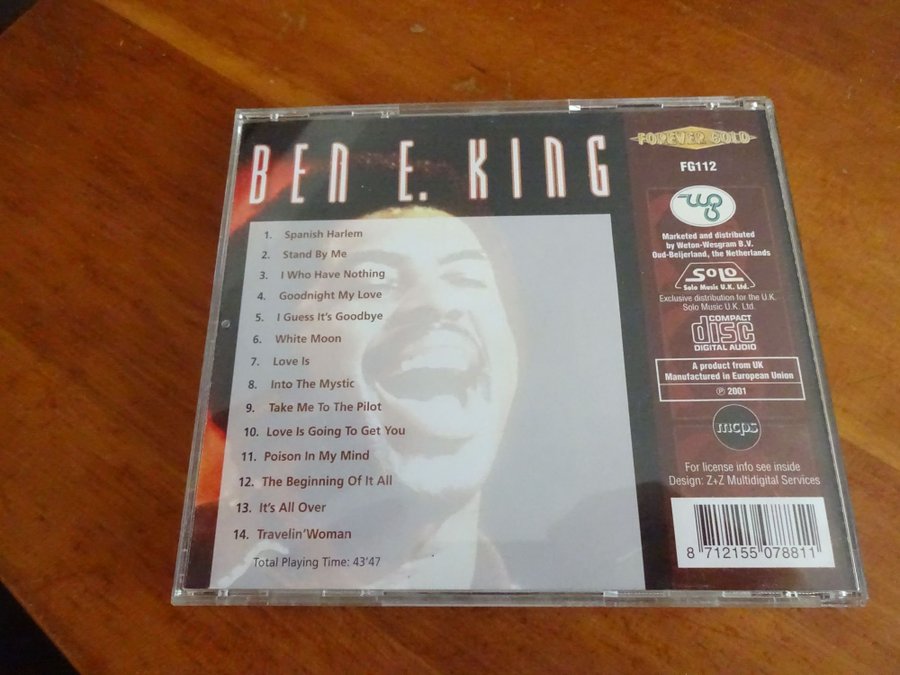 BEN E. KING
1. Spanish Harlem
2. Stand By Me
3. I Who Have Nothing
4. Goodnight My Love
5. I Guess It's Goodbye
6. White Moon
7. Love Is
8. Into The Mystic
9. Take Me To The Pilot
10. Love Is Going To Get You
11. Poison In My Mind
12. The Beginning Of It All
13. It's All Over
14. Travelin'Woman
Total Playing Time: 43'47
FOREVER GOLD
FG112
wg
Marketed and distributed
by Weton-Wesgram B.V.
Oud-Beijerland, the Netherlands
SOLO
Solo Music U.K. Ltd.
Exclusive distribution for the U.K.
Solo Music U.K. Ltd.
COMPACT
disc
DIGITAL AUDIO
A product from UK
Manufactured in European Union
℗ 2001
mcps
For license info see inside
Design: Z+Z Multidigital Services
8 712155 078811